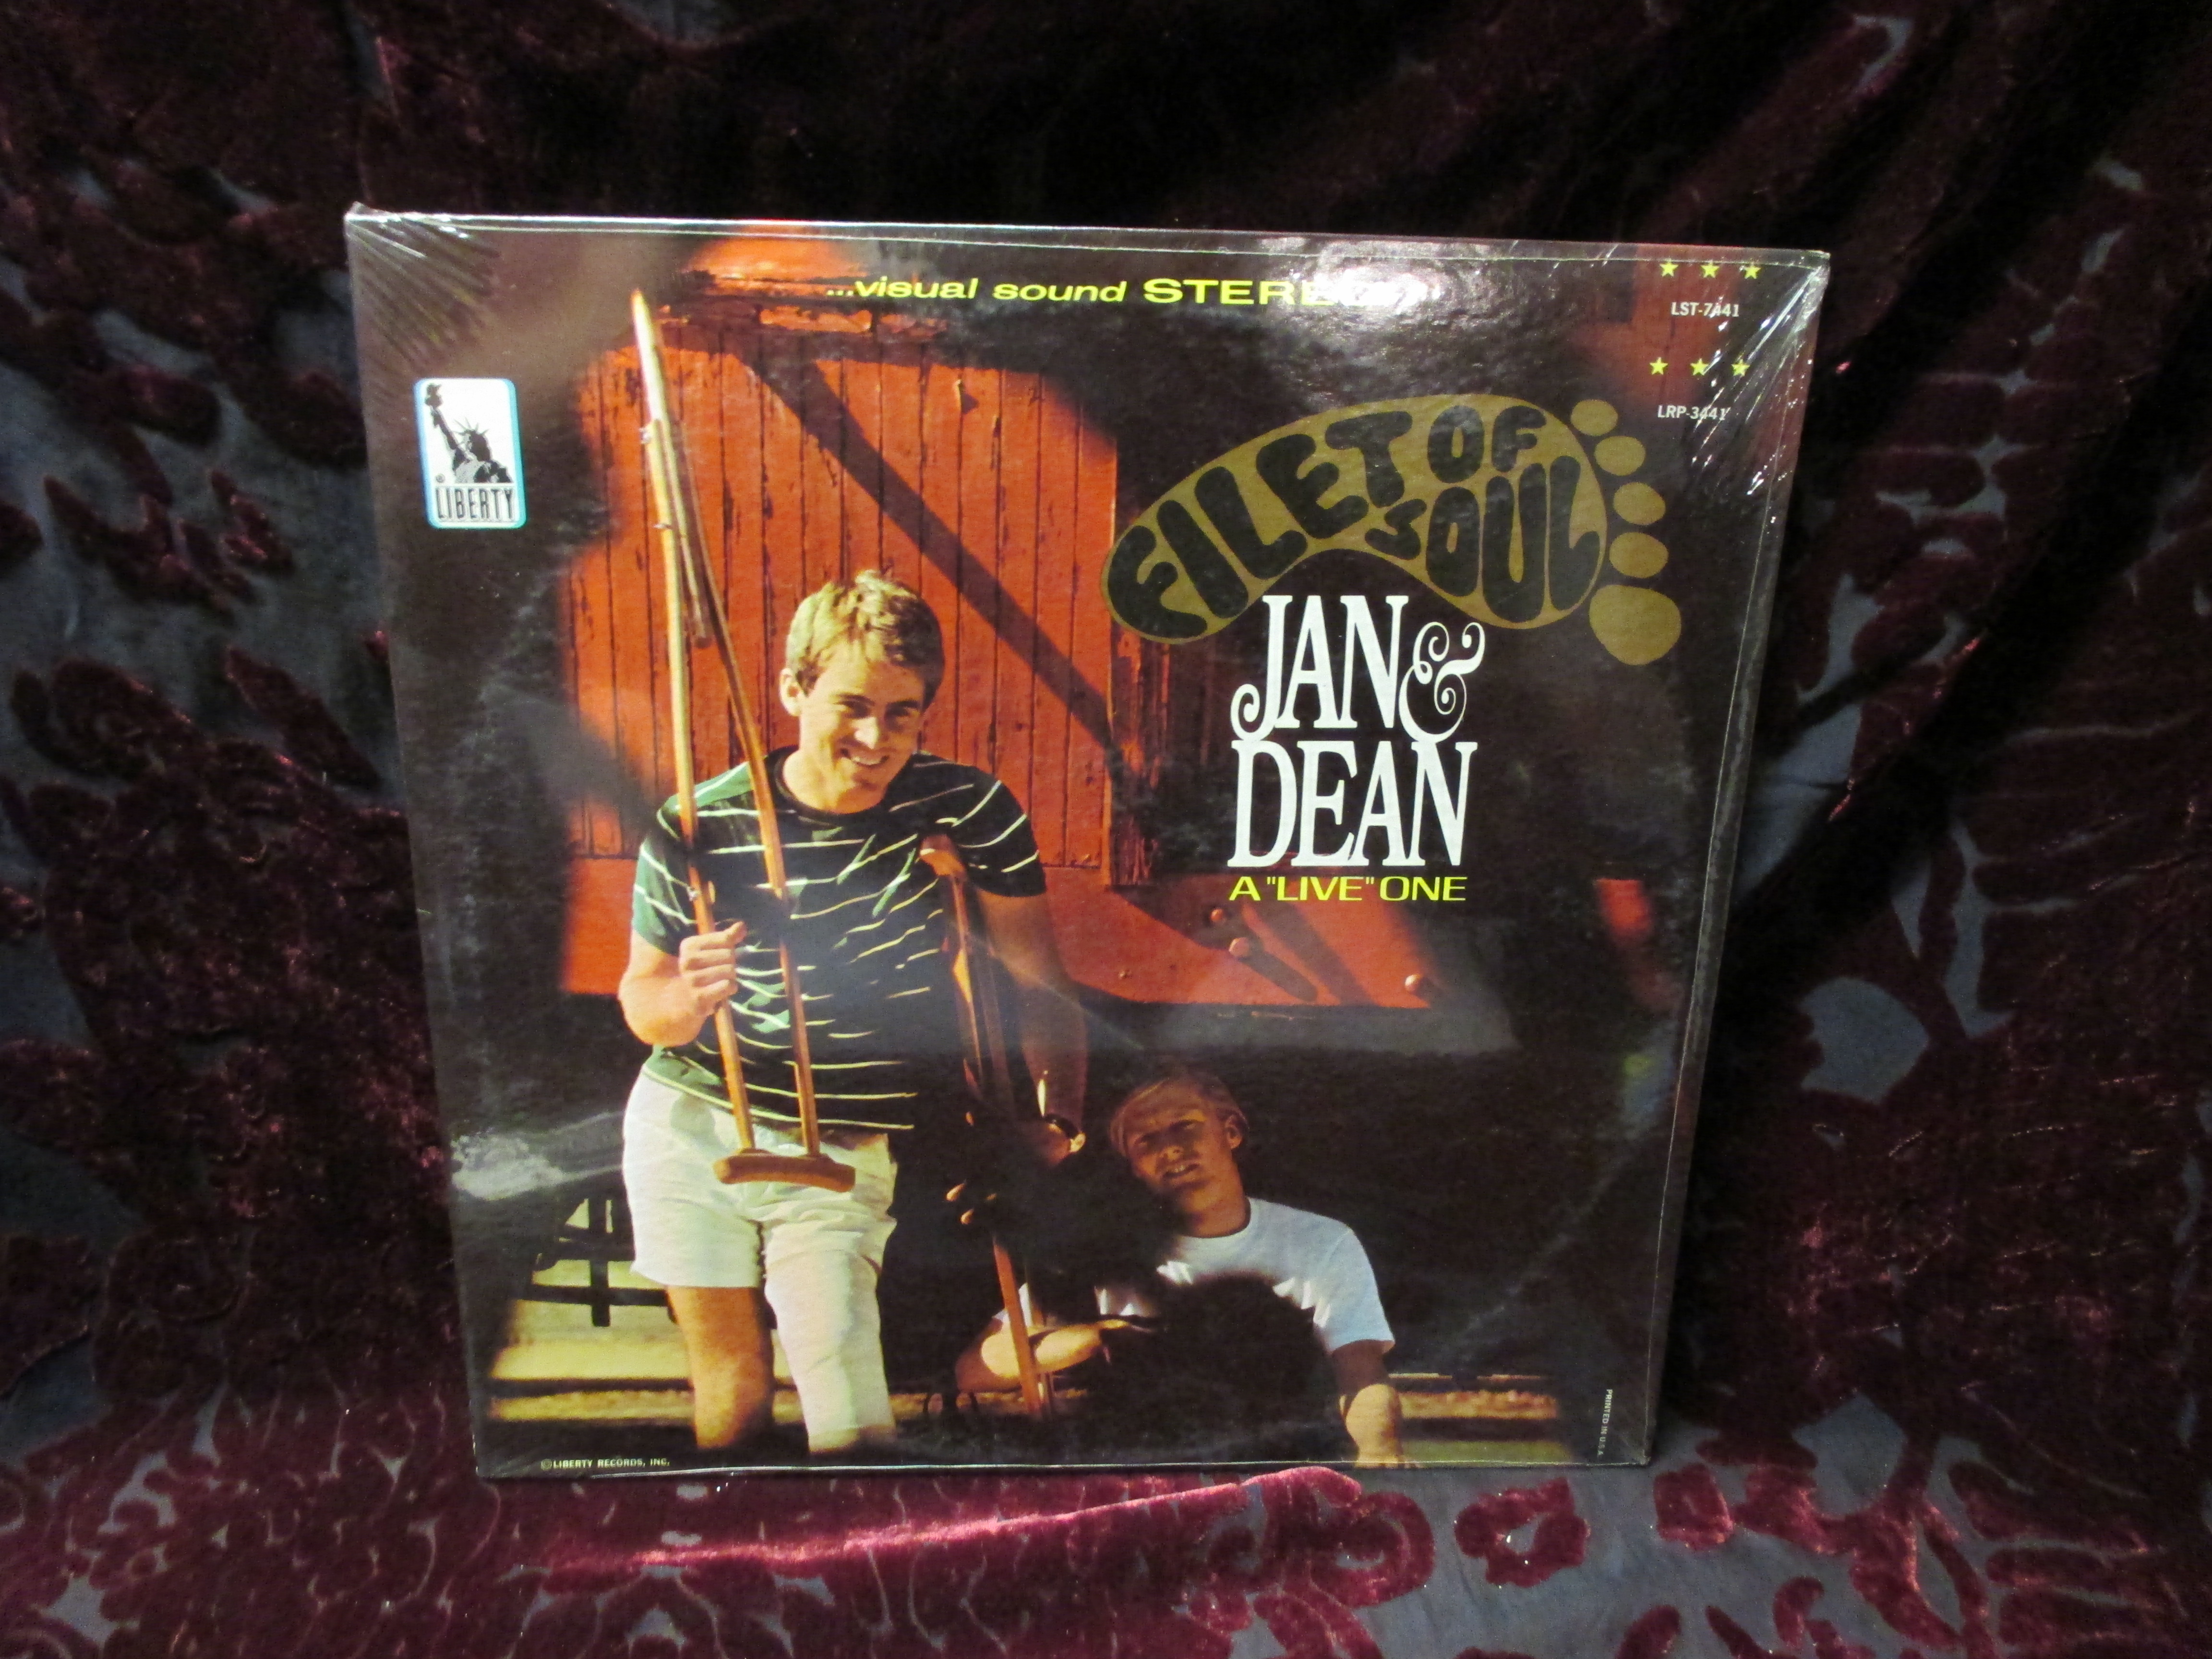 ...visual sound STEREO
LST-7441
LRP-3441
LIBERTY
FILET OF
SOUL
JAN &
DEAN
A "LIVE" ONE
©LIBERTY RECORDS, INC.
PRINTED IN U.S.A.